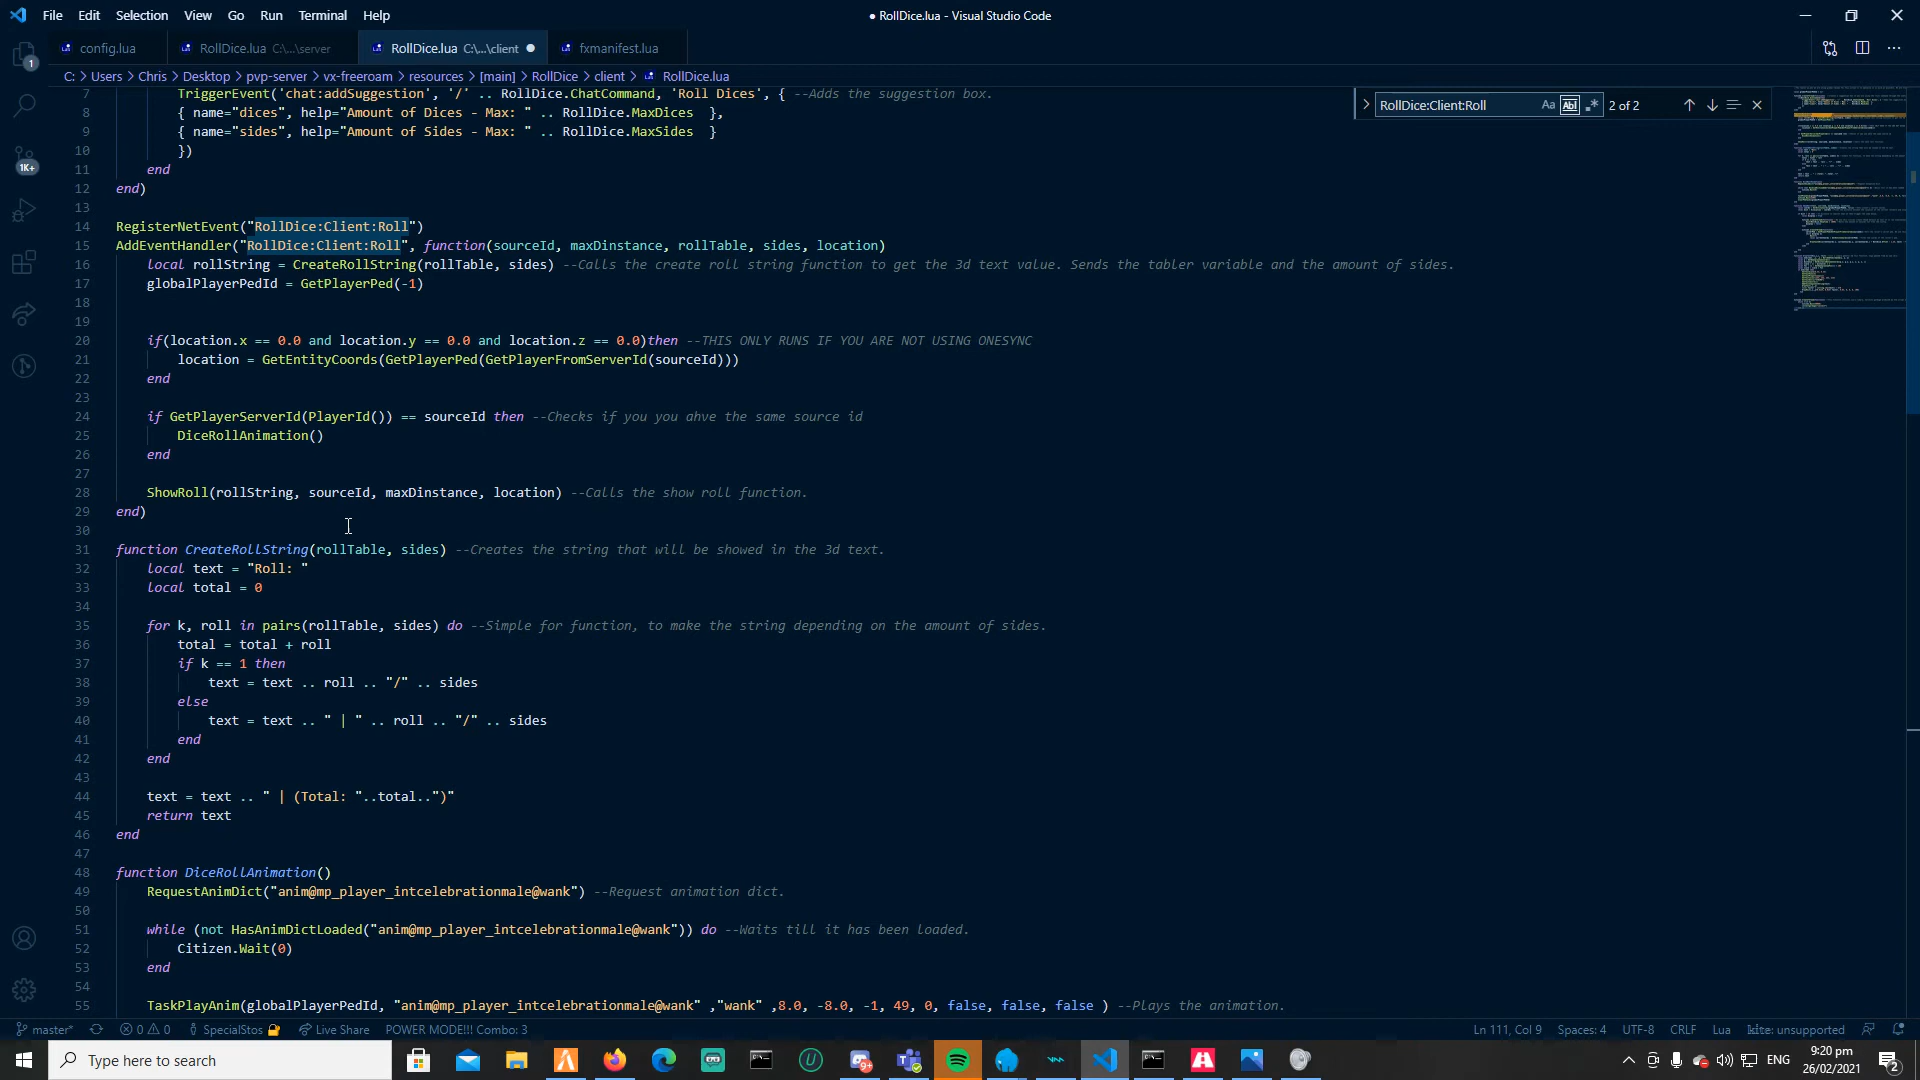 File Edit Selection View Go Run Terminal Help
● RollDice.lua - Visual Studio Code
config.lua
RollDice.lua C:\...\server
RollDice.lua C:\...\client ●
fxmanifest.lua
C: > Users > Chris > Desktop > pvp-server > vx-freeroam > resources > [main] > RollDice > client > RollDice.lua
RollDice:Client:Roll Aa Abl .* 2 of 2
7 TriggerEvent('chat:addSuggestion', '/' .. RollDice.ChatCommand, 'Roll Dices', { --Adds the suggestion box.
8 { name="dices", help="Amount of Dices - Max: " .. RollDice.MaxDices  },
9 { name="sides", help="Amount of Sides - Max: " .. RollDice.MaxSides  }
10 })
11 end
12 end)
13
14 RegisterNetEvent("RollDice:Client:Roll")
15 AddEventHandler("RollDice:Client:Roll", function(sourceId, maxDinstance, rollTable, sides, location)
16 local rollString = CreateRollString(rollTable, sides) --Calls the create roll string function to get the 3d text value. Sends the tabler variable and the amount of sides.
17 globalPlayerPedId = GetPlayerPed(-1)
18
19
20 if(location.x == 0.0 and location.y == 0.0 and location.z == 0.0)then --THIS ONLY RUNS IF YOU ARE NOT USING ONESYNC
21 location = GetEntityCoords(GetPlayerPed(GetPlayerFromServerId(sourceId)))
22 end
23
24 if GetPlayerServerId(PlayerId()) == sourceId then --Checks if you you ahve the same source id
25 DiceRollAnimation()
26 end
27
28 ShowRoll(rollString, sourceId, maxDinstance, location) --Calls the show roll function.
29 end)
30
31 function CreateRollString(rollTable, sides) --Creates the string that will be showed in the 3d text.
32 local text = "Roll: "
33 local total = 0
34
35 for k, roll in pairs(rollTable, sides) do --Simple for function, to make the string depending on the amount of sides.
36 total = total + roll
37 if k == 1 then
38 text = text .. roll .. "/" .. sides
39 else
40 text = text .. " | " .. roll .. "/" .. sides
41 end
42 end
43
44 text = text .. " | (Total: "..total..")"
45 return text
46 end
47
48 function DiceRollAnimation()
49 RequestAnimDict("anim@mp_player_intcelebrationmale@wank") --Request animation dict.
50
51 while (not HasAnimDictLoaded("anim@mp_player_intcelebrationmale@wank")) do --Waits till it has been loaded.
52 Citizen.Wait(0)
53 end
54
55 TaskPlayAnim(globalPlayerPedId, "anim@mp_player_intcelebrationmale@wank" ,"wank" ,8.0, -8.0, -1, 49, 0, false, false, false ) --Plays the animation.
1
1K+
master* 0 0 SpecialStos Live Share POWER MODE!!! Combo: 3
Ln 111, Col 9 Spaces: 4 UTF-8 CRLF Lua kite: unsupported
Type here to search
9+
ENG
9:20 pm
26/02/2021
2